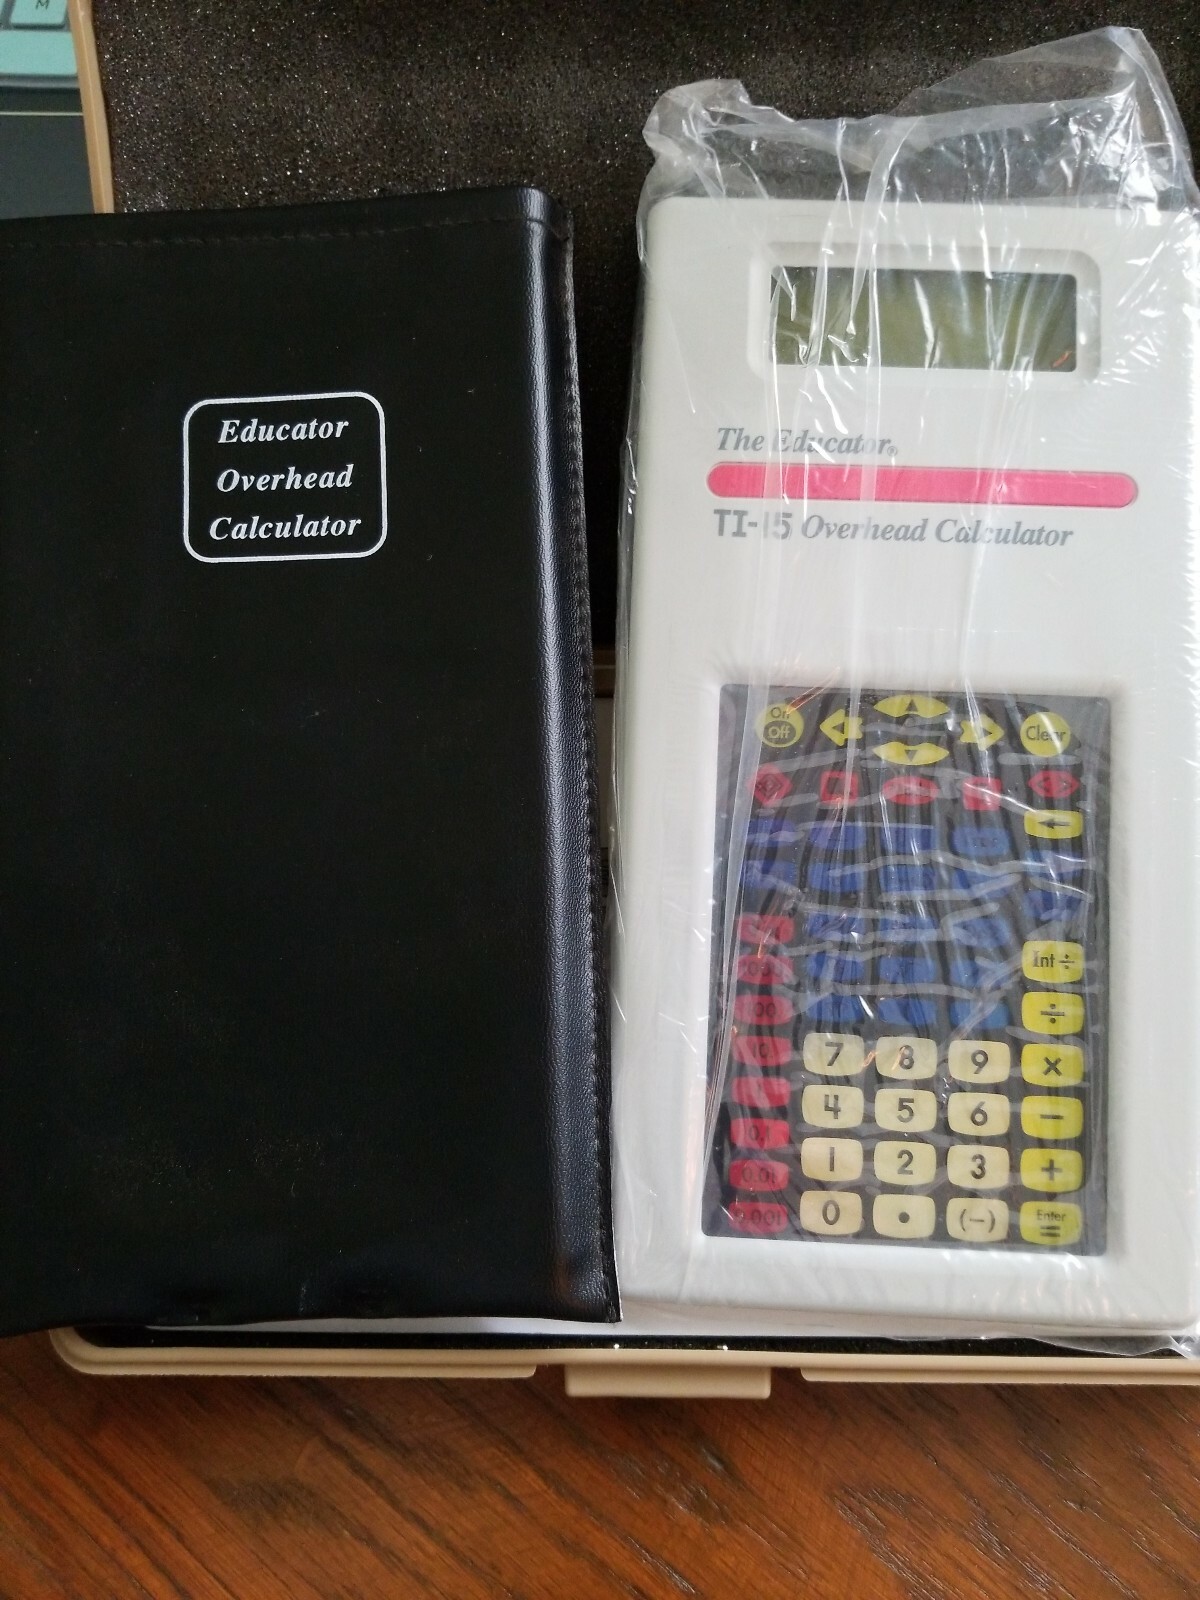 M
Educator
Overhead
Calculator
The Educator®
TI-15 Overhead Calculator
On
Off
Clear
Int ÷
÷
7 8 9 ×
4 5 6 −
0.1
1 2 3 +
0.01
0 . (−) Enter =